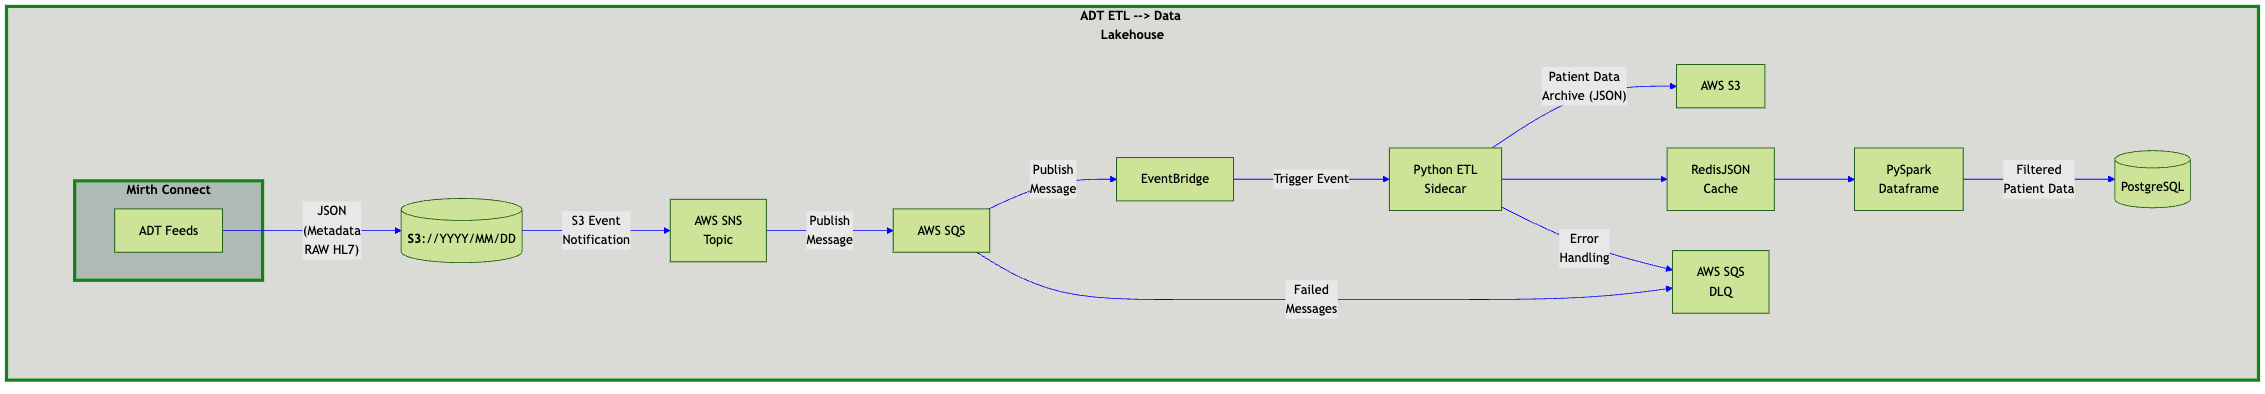 ADT ETL --> Data
Lakehouse
Mirth Connect
ADT Feeds
JSON
(Metadata
RAW HL7)
S3://YYYY/MM/DD
S3 Event
Notification
AWS SNS
Topic
Publish
Message
AWS SQS
Publish
Message
EventBridge
Trigger Event
Failed
Messages
Python ETL
Sidecar
Patient Data
Archive (JSON)
Error
Handling
AWS S3
RedisJSON
Cache
AWS SQS
DLQ
PySpark
Dataframe
Filtered
Patient Data
PostgreSQL